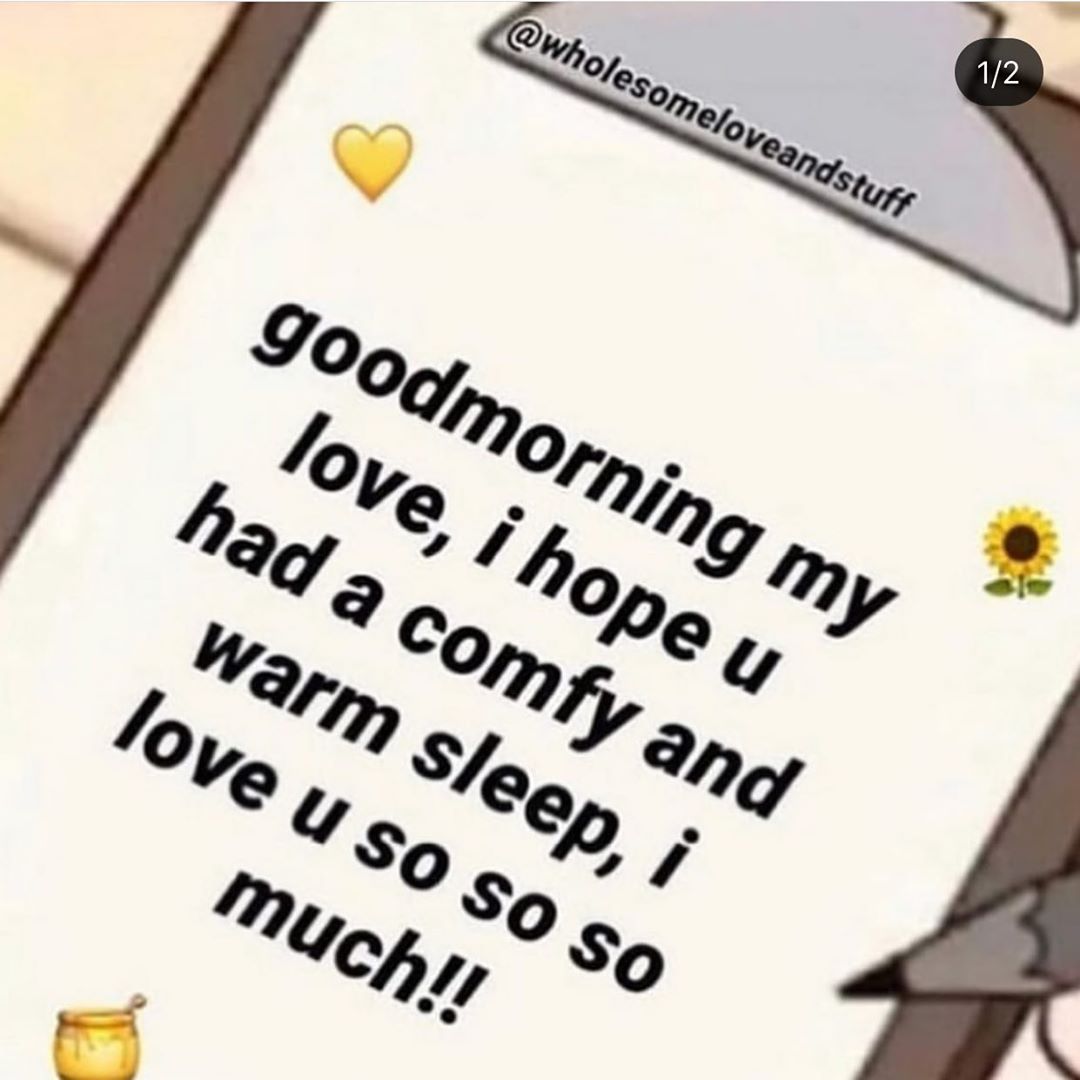 @wholesomeloveandstuff
1/2
goodmorning my
love, i hope u
had a comfy and
warm sleep, i
love u so so so
much!!